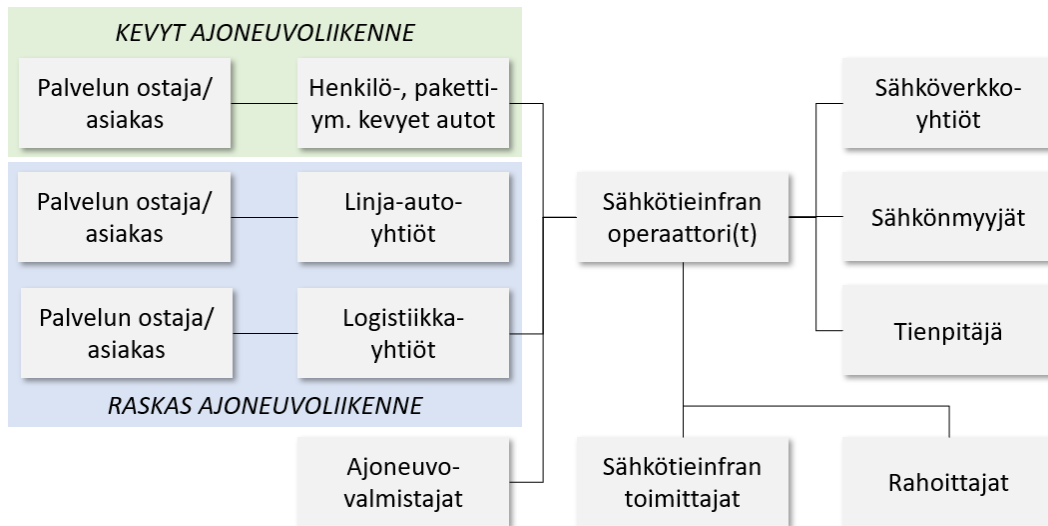 KEVYT AJONEUVOLIIKENNE
Palvelun ostaja/
asiakas
Henkilö-, paketti-
ym. kevyet autot
Palvelun ostaja/
asiakas
Linja-auto-
yhtiöt
Palvelun ostaja/
asiakas
Logistiikka-
yhtiöt
RASKAS AJONEUVOLIIKENNE
Ajoneuvo-
valmistajat
Sähkötieinfran
operaattori(t)
Sähkötieinfran
toimittajat
Sähköverkko-
yhtiöt
Sähkönmyyjät
Tienpitäjä
Rahoittajat